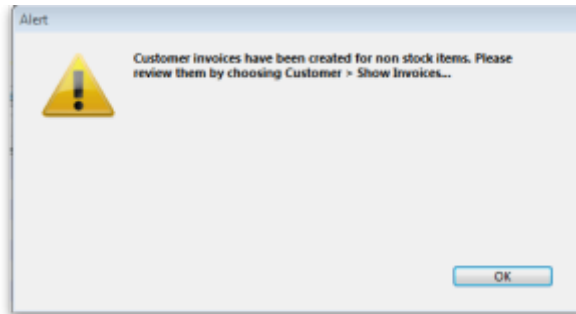 Alert
Customer invoices have been created for non stock items. Please
review them by choosing Customer > Show Invoices...
OK